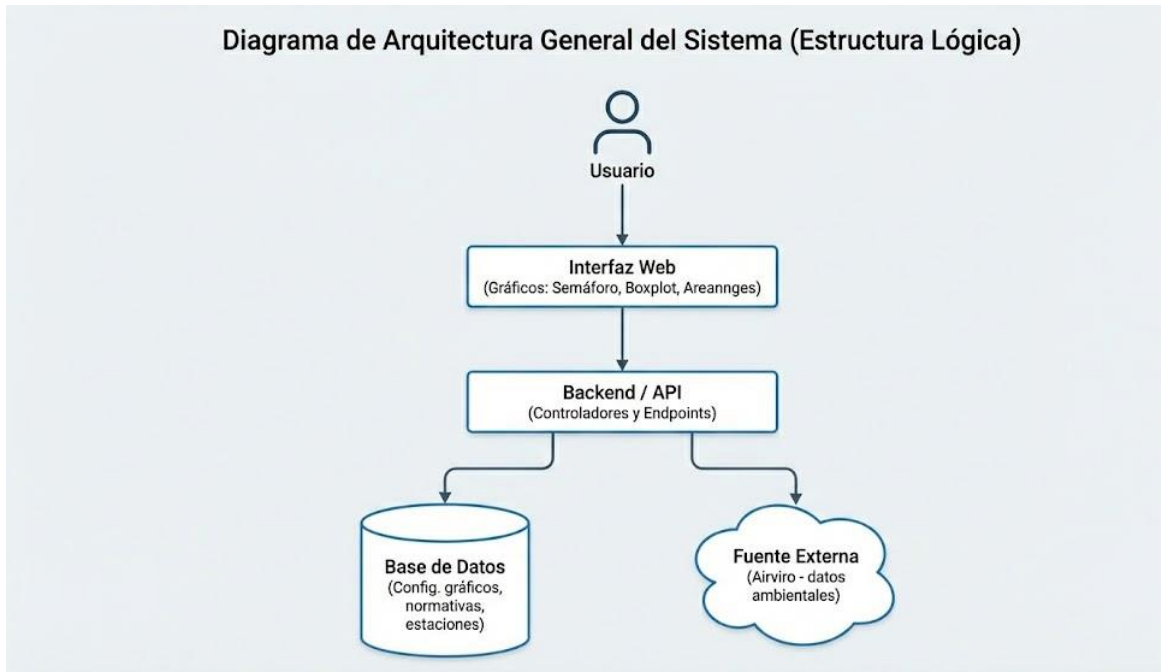 Diagrama de Arquitectura General del Sistema (Estructura Lógica)
Usuario
Interfaz Web
(Gráficos: Semáforo, Boxplot, Areannges)
Backend / API
(Controladores y Endpoints)
Base de Datos
(Config. gráficos,
normativas,
estaciones)
Fuente Externa
(Airviro - datos
ambientales)